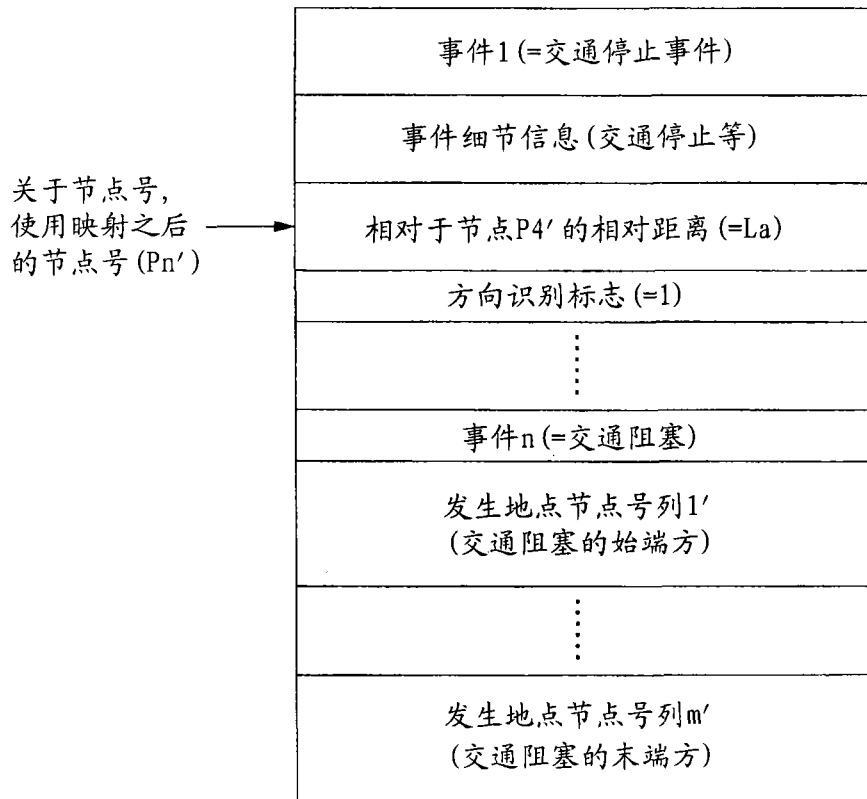 事件1(=交通停止事件)
事件细节信息(交通停止等)
关于节点号,
使用映射之后
的节点号(Pn′)
相对于节点P4′的相对距离(=La)
方向识别标志(=1)
事件n(=交通阻塞)
发生地点节点号列1′
(交通阻塞的始端方)
发生地点节点号列m′
(交通阻塞的末端方)